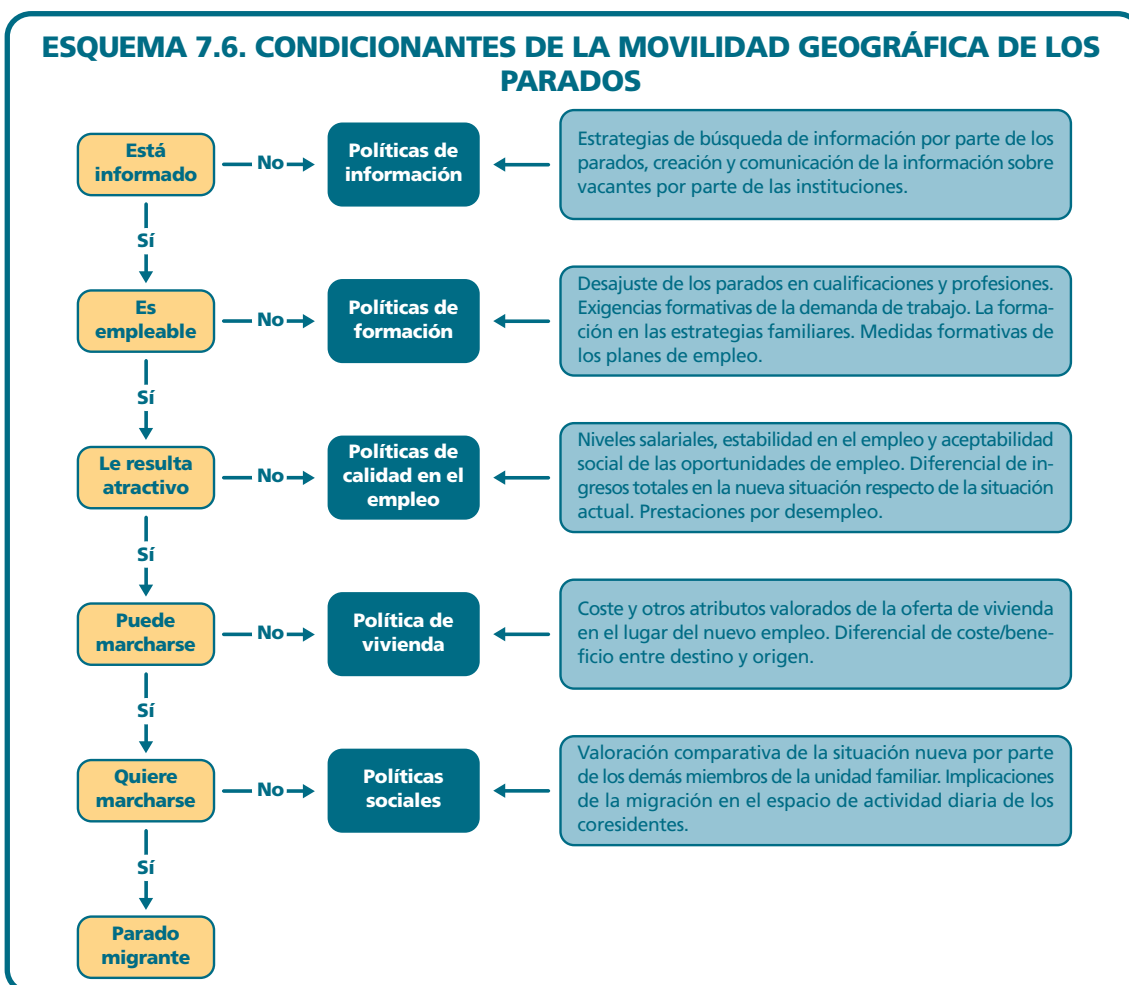 ESQUEMA 7.6. CONDICIONANTES DE LA MOVILIDAD GEOGRÁFICA DE LOS
PARADOS
Está
informado
No
Políticas de
información
Estrategias de búsqueda de información por parte de los
parados, creación y comunicación de la información sobre
vacantes por parte de las instituciones.
Sí
Es
empleable
No
Políticas de
formación
Desajuste de los parados en cualificaciones y profesiones.
Exigencias formativas de la demanda de trabajo. La forma-
ción en las estrategias familiares. Medidas formativas de
los planes de empleo.
Sí
Le resulta
atractivo
No
Políticas de
calidad en el
empleo
Niveles salariales, estabilidad en el empleo y aceptabilidad
social de las oportunidades de empleo. Diferencial de in-
gresos totales en la nueva situación respecto de la situación
actual. Prestaciones por desempleo.
Sí
Puede
marcharse
No
Política de
vivienda
Coste y otros atributos valorados de la oferta de vivienda
en el lugar del nuevo empleo. Diferencial de coste/bene-
ficio entre destino y origen.
Sí
Quiere
marcharse
No
Políticas
sociales
Valoración comparativa de la situación nueva por parte
de los demás miembros de la unidad familiar. Implicaciones
de la migración en el espacio de actividad diaria de los
coresidentes.
Sí
Parado
migrante